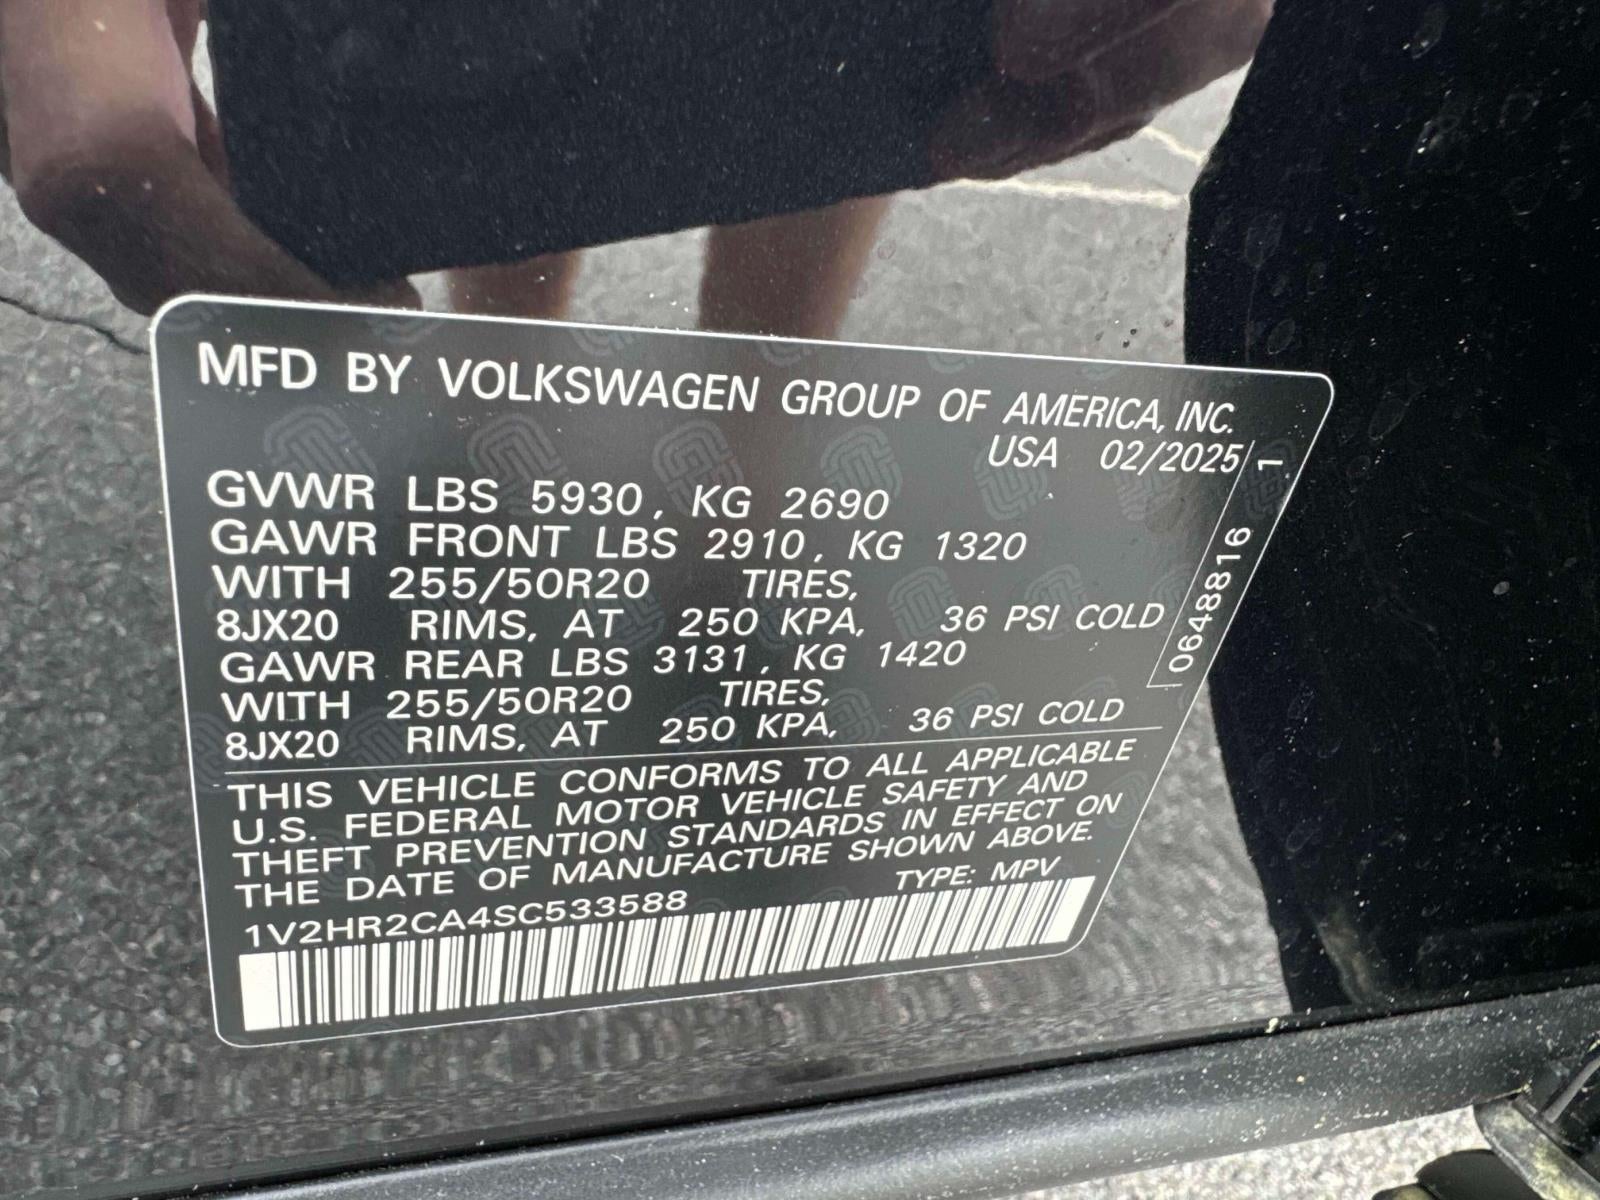 MFD BY VOLKSWAGEN GROUP OF AMERICA, INC.
USA 02/2025
GVWR LBS 5930, KG 2690
GAWR FRONT LBS 2910, KG 1320
WITH 255/50R20 TIRES,
8JX20 RIMS, AT 250 KPA, 36 PSI COLD
GAWR REAR LBS 3131, KG 1420
WITH 255/50R20 TIRES,
8JX20 RIMS, AT 250 KPA, 36 PSI COLD
0648816 1
THIS VEHICLE CONFORMS TO ALL APPLICABLE
U.S. FEDERAL MOTOR VEHICLE SAFETY AND
THEFT PREVENTION STANDARDS IN EFFECT ON
THE DATE OF MANUFACTURE SHOWN ABOVE.
TYPE: MPV
1V2HR2CA4SC533588